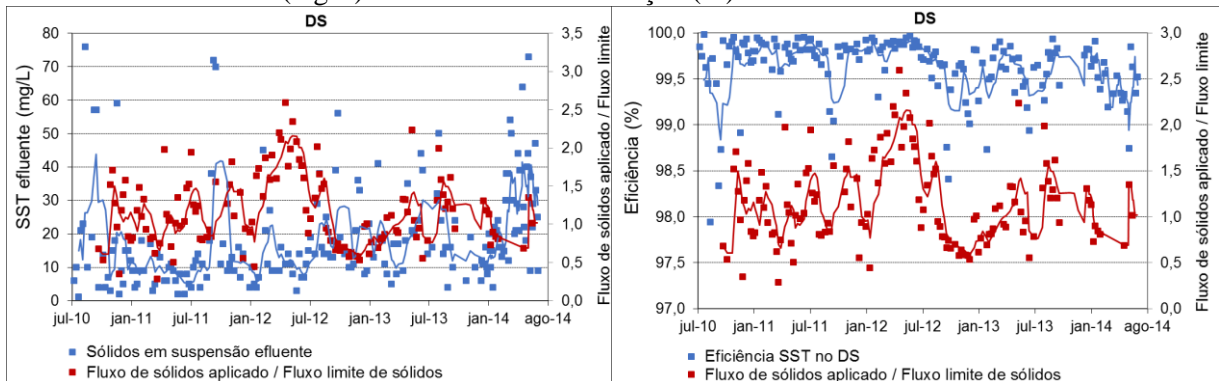 DS
SST efluente (mg/L)
80
70
60
50
40
30
20
10
0
3,5
3,0
2,5
2,0
1,5
1,0
0,5
0,0
Fluxo de sólidos aplicado / Fluxo limite
jul-10 jan-11 jul-11 jan-12 jul-12 jan-13 jul-13 jan-14 ago-14
Sólidos em suspensão efluente
Fluxo de sólidos aplicado / Fluxo limite de sólidos
DS
Eficiência (%)
100,0
99,5
99,0
98,5
98,0
97,5
97,0
3,0
2,5
2,0
1,5
1,0
0,5
0,0
Fluxo de sólidos aplicado / Fluxo limite
jul-10 jan-11 jul-11 jan-12 jul-12 jan-13 jul-13 jan-14 ago-14
Eficiência SST no DS
Fluxo de sólidos aplicado / Fluxo limite de sólidos